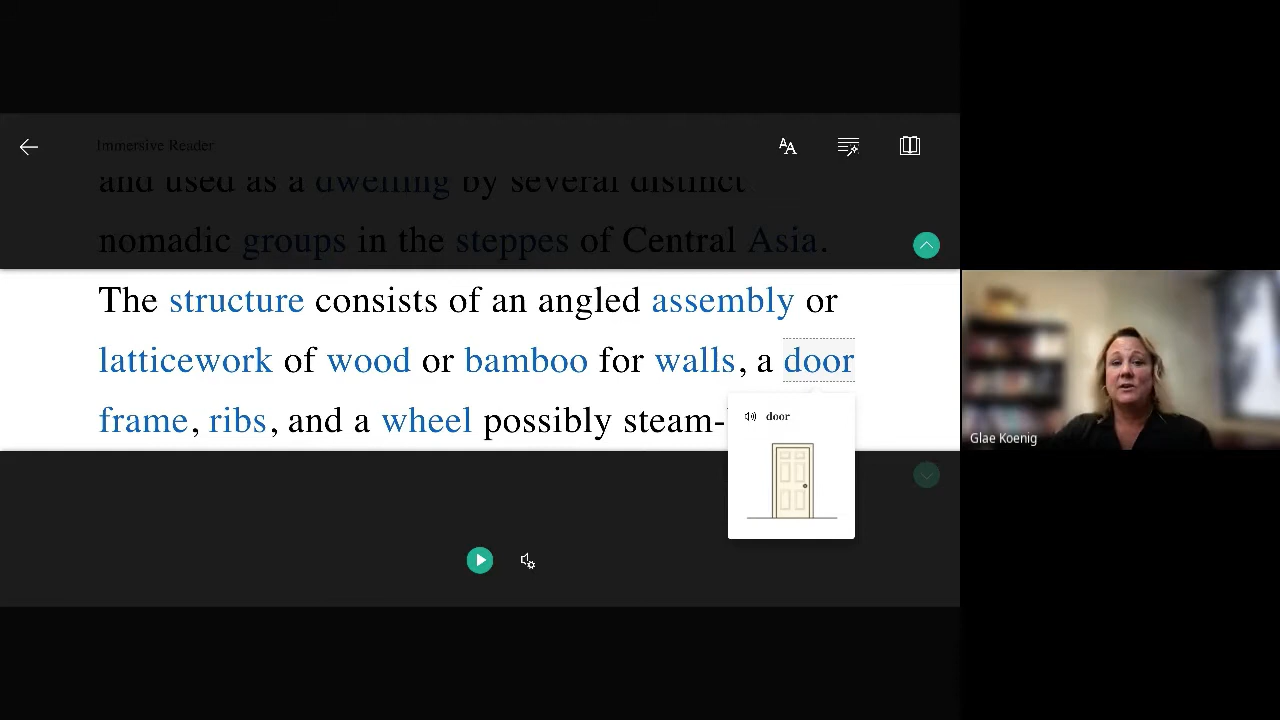 Immersive Reader
and used as a dwelling by several distinct
nomadic groups in the steppes of Central Asia.
The structure consists of an angled assembly or
latticework of wood or bamboo for walls, a door
frame, ribs, and a wheel possibly steam-
door
Glae Koenig